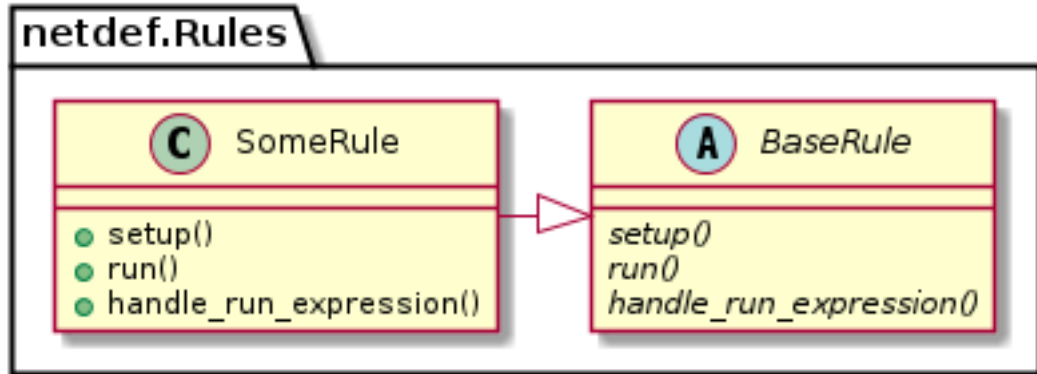 netdef.Rules
C SomeRule
setup()
run()
handle_run_expression()
A BaseRule
setup()
run()
handle_run_expression()